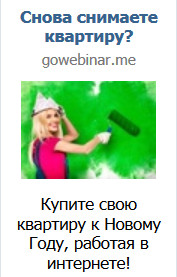 Снова снимаете
квартиру?
gowebinar.me
Купите свою
квартиру к Новому
Году, работая в
интернете!